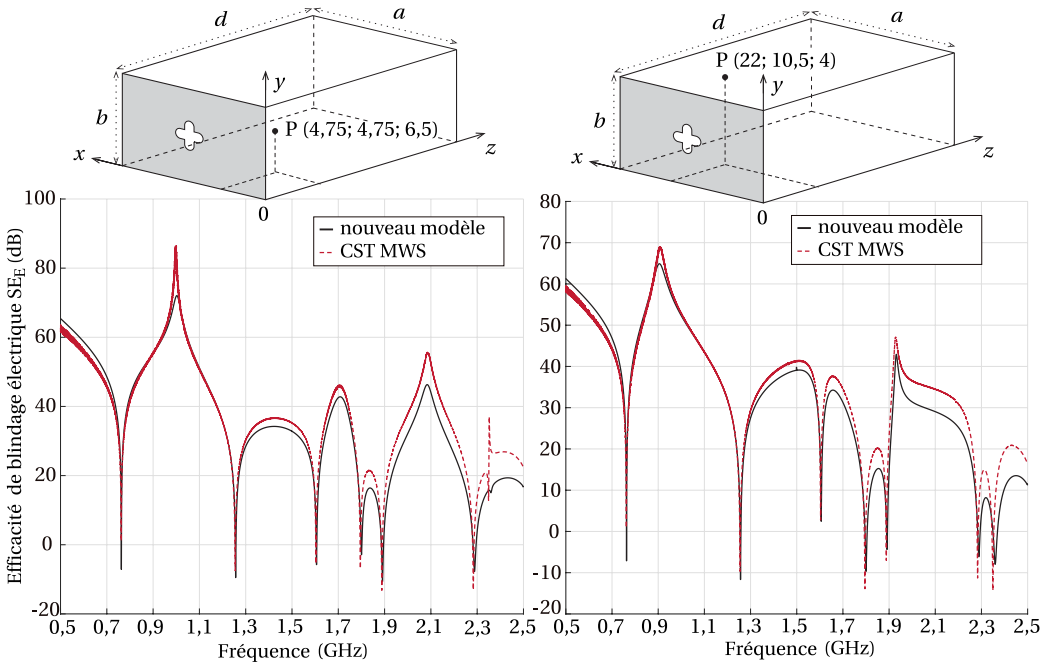 d
a
b
y
P (4,75; 4,75; 6,5)
x
z
0
d
a
P (22; 10,5; 4)
b
y
x
z
0
Efficacité de blindage électrique SE_E (dB)
100
80
60
40
20
0
-20
nouveau modèle
CST MWS
0,5 0,7 0,9 1,1 1,3 1,5 1,7 1,9 2,1 2,3 2,5
Fréquence (GHz)
80
70
60
50
40
30
20
10
0
-10
-20
nouveau modèle
CST MWS
0,5 0,7 0,9 1,1 1,3 1,5 1,7 1,9 2,1 2,3 2,5
Fréquence (GHz)